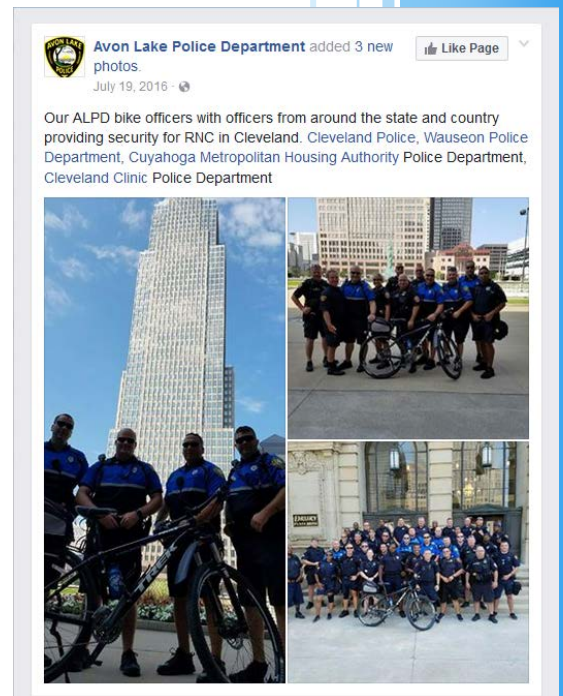 Avon Lake Police Department added 3 new
photos.
Like Page
July 19, 2016
Our ALPD bike officers with officers from around the state and country
providing security for RNC in Cleveland. Cleveland Police, Wauseon Police
Department, Cuyahoga Metropolitan Housing Authority Police Department,
Cleveland Clinic Police Department
TREK